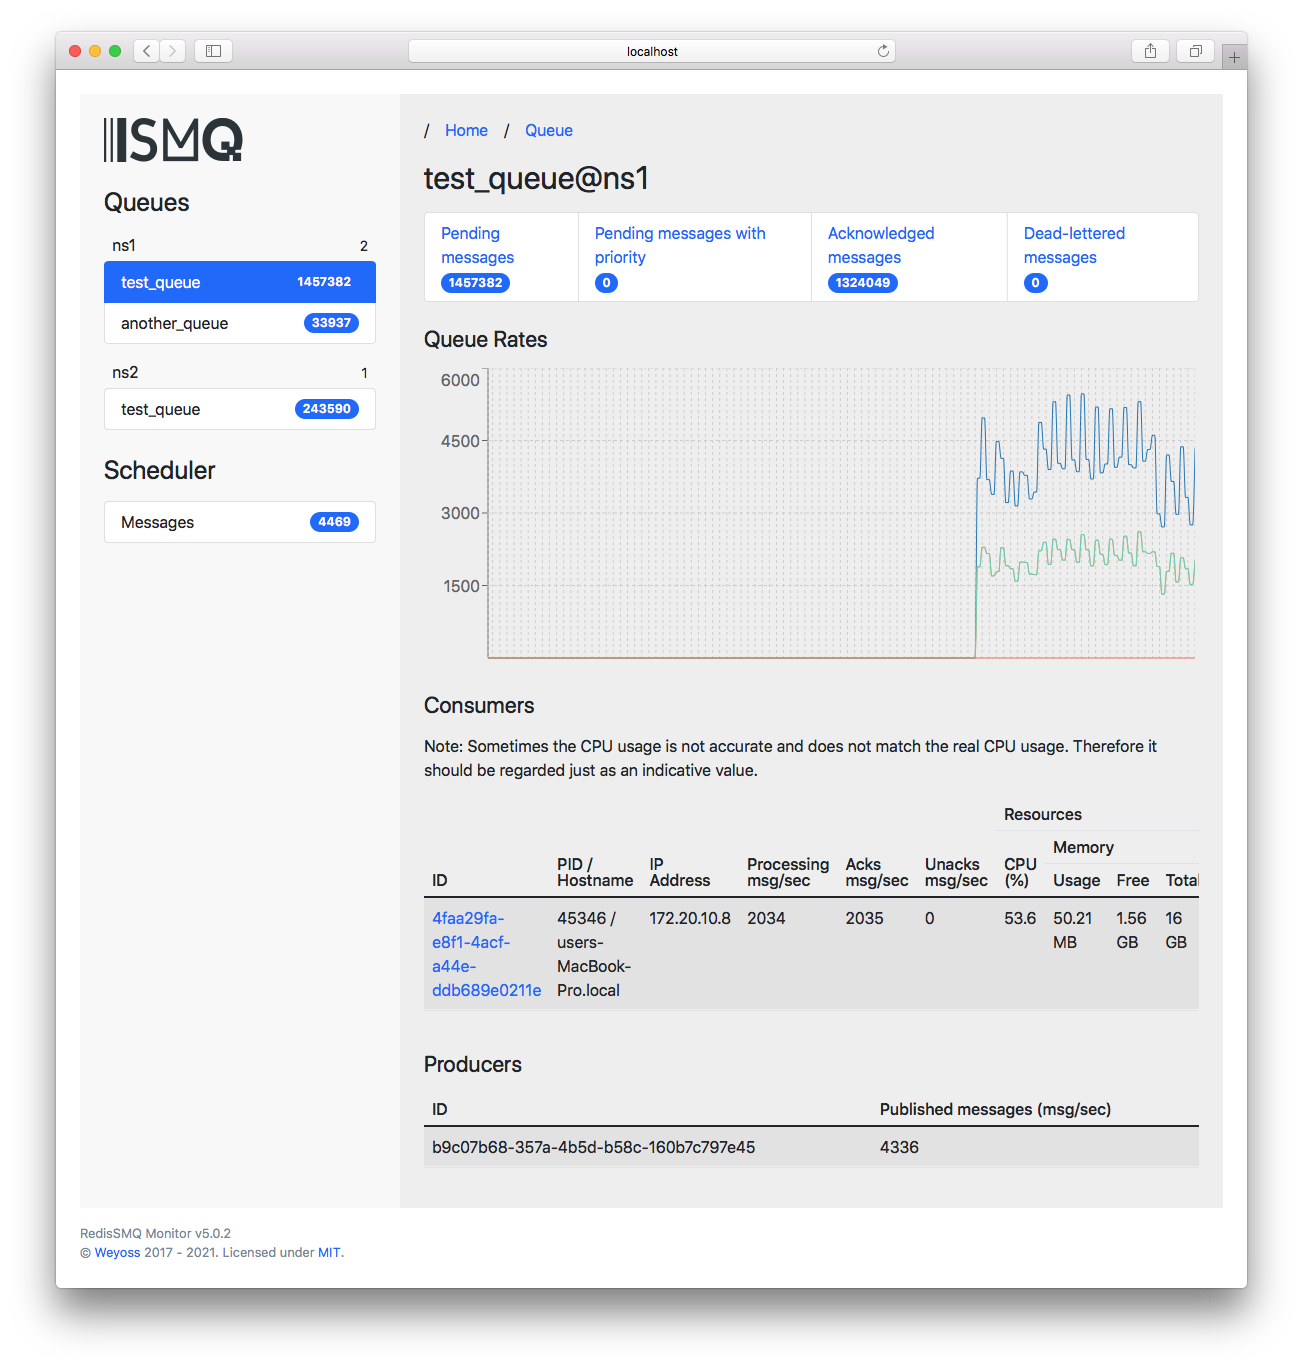 localhost
ISMQ
Queues
ns1 2
test_queue 1457382
another_queue 33937
ns2 1
test_queue 243590
Scheduler
Messages 4469
/ Home / Queue
test_queue@ns1
Pending messages
1457382
Pending messages with priority
0
Acknowledged messages
1324049
Dead-lettered messages
0
Queue Rates
6000
4500
3000
1500
Consumers
Note: Sometimes the CPU usage is not accurate and does not match the real CPU usage. Therefore it
should be regarded just as an indicative value.
Resources
Memory
ID PID / Hostname IP Address Processing msg/sec Acks msg/sec Unacks msg/sec CPU (%) Usage Free Total
4faa29fa-e8f1-4acf-a44e-ddb689e0211e 45346 / users-MacBook-Pro.local 172.20.10.8 2034 2035 0 53.6 50.21 MB 1.56 GB 16 GB
Producers
ID Published messages (msg/sec)
b9c07b68-357a-4b5d-b58c-160b7c797e45 4336
RedisSMQ Monitor v5.0.2
© Weyoss 2017 - 2021. Licensed under MIT.